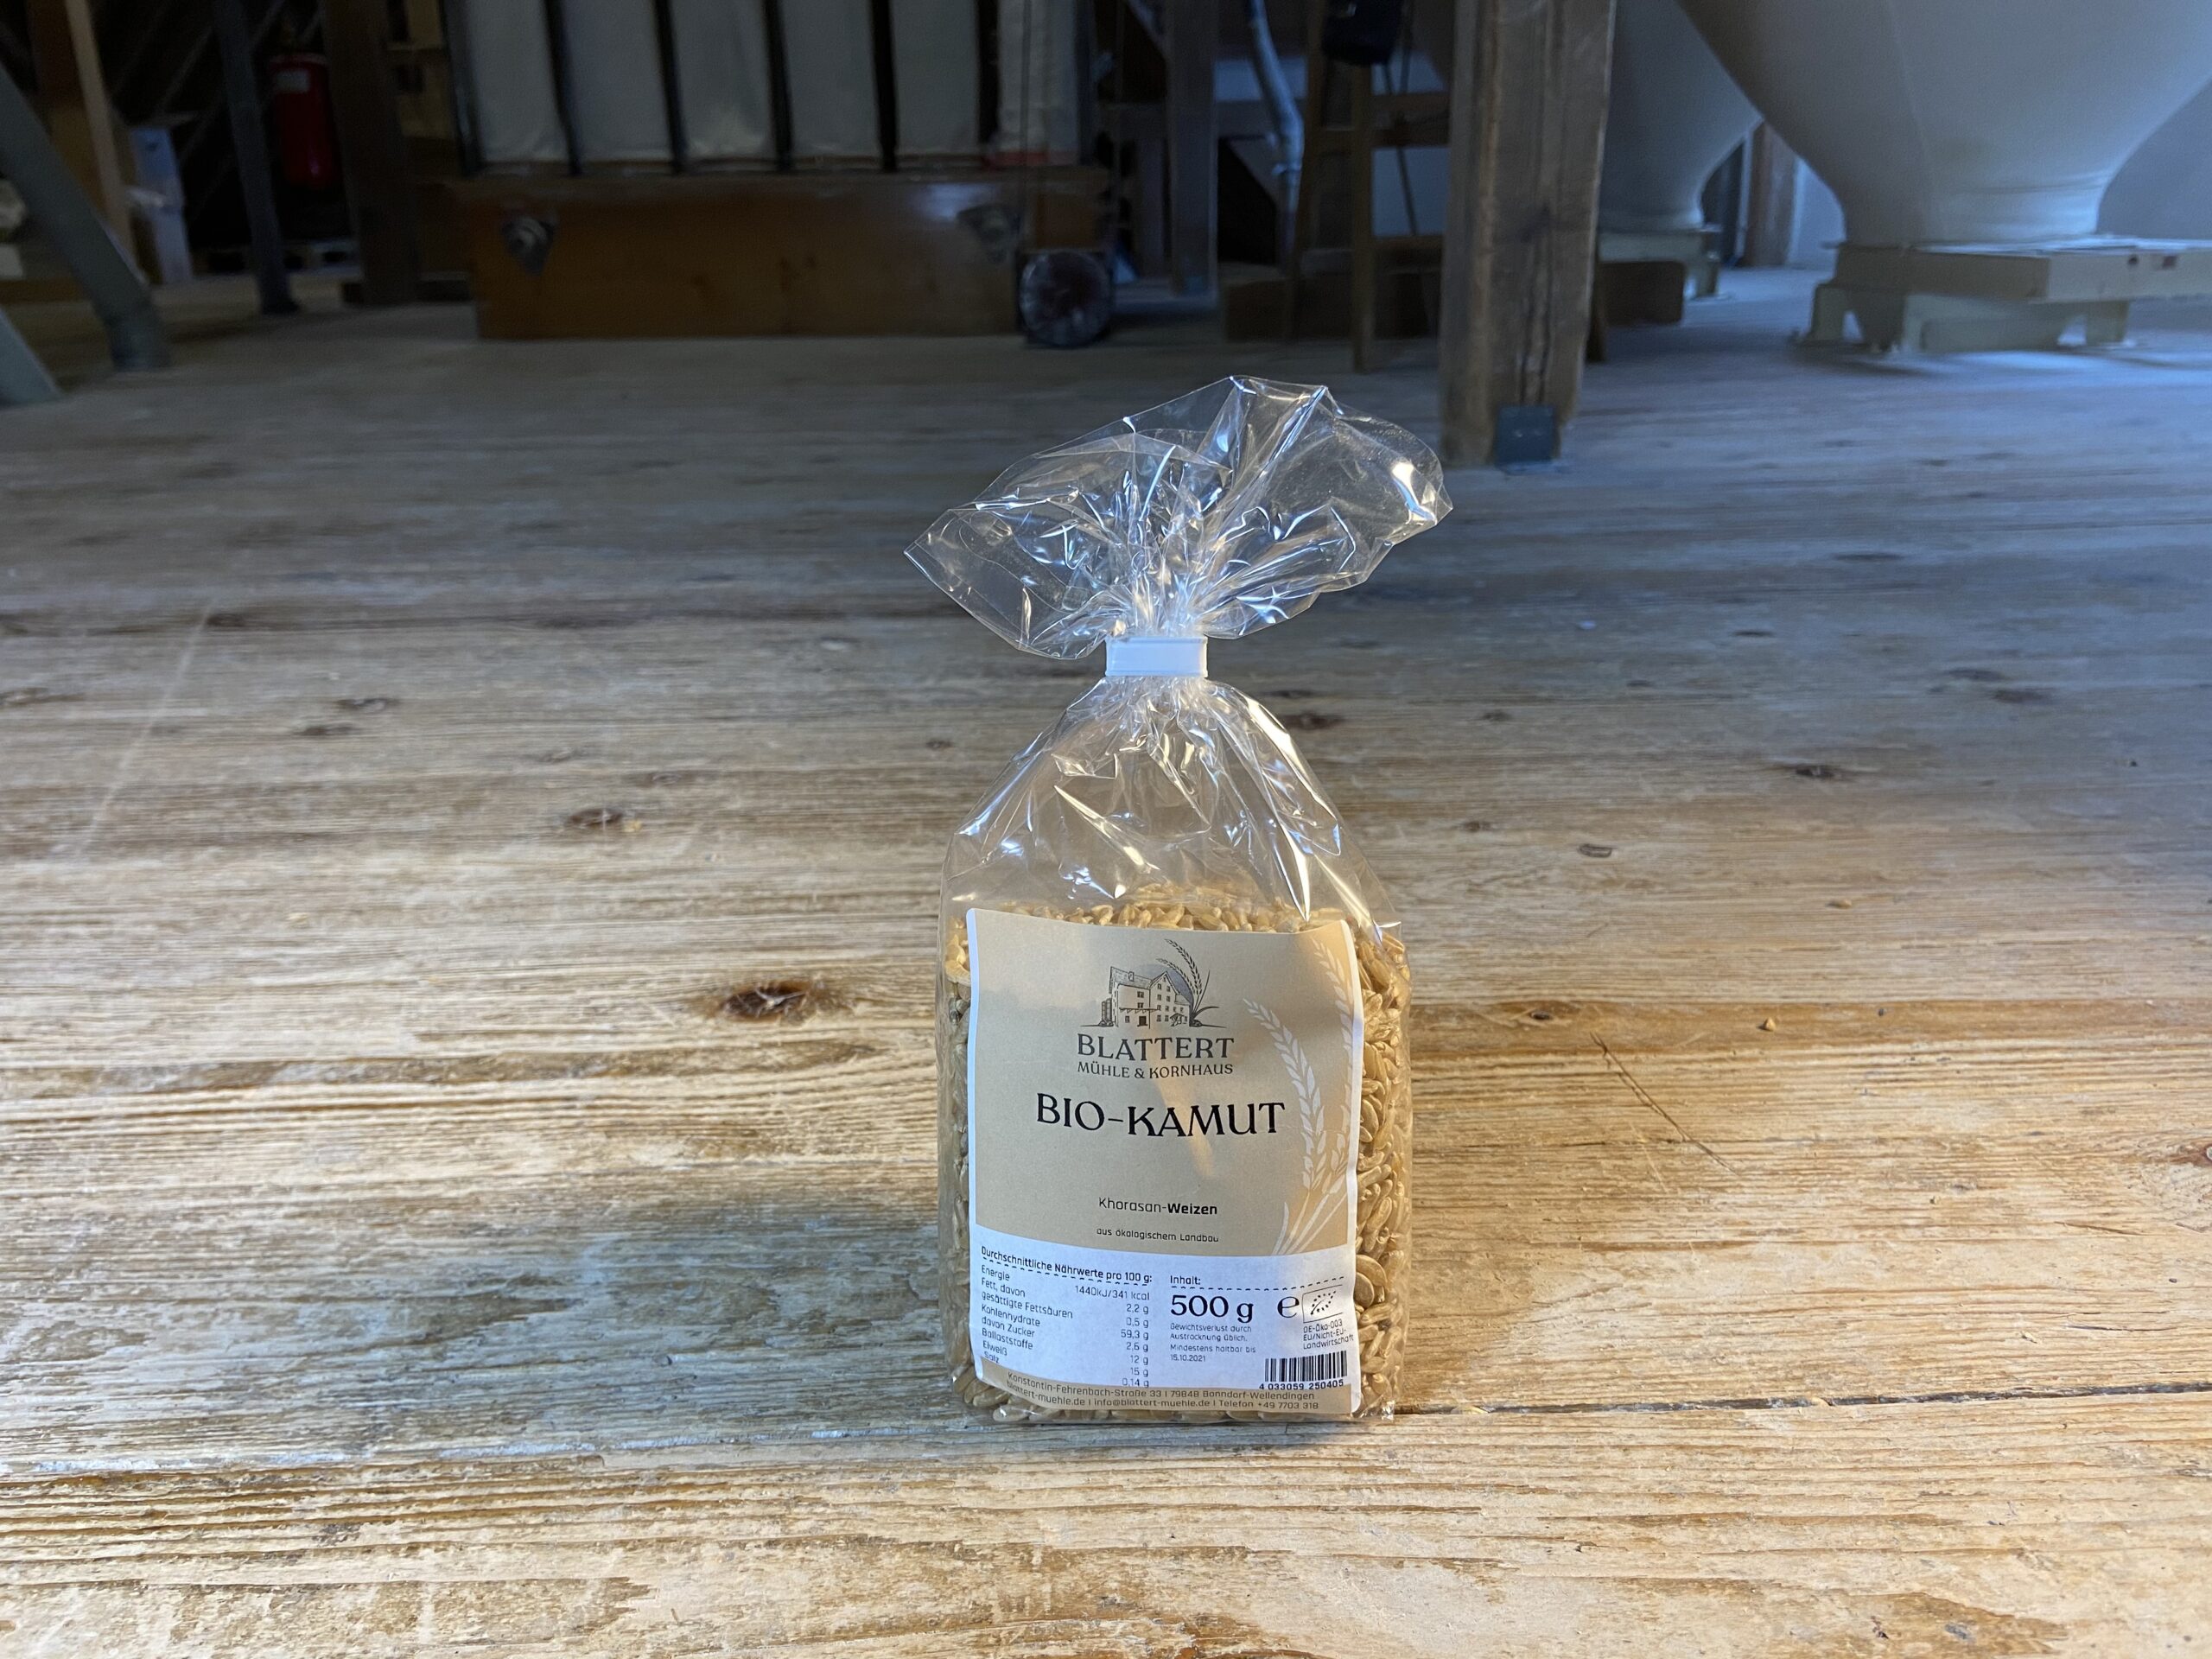 BLATTERT
MÜHLE & KORNHAUS
BIO-KAMUT
Khorasan-Weizen
aus ökologischem Landbau
Durchschnittliche Nährwerte pro 100 g:
Energie 1440kJ/341 kcal
Fett, davon 2,2 g
gesättigte Fettsäuren 0,5 g
Kohlenhydrate 59,3 g
davon Zucker 2,6 g
Ballaststoffe 12 g
Eiweiß 15 g
Salz 0,14 g
Inhalt:
500 g e
Gewichtsverlust durch
Austrocknung üblich.
Mindestens haltbar bis
15.10.2021
DE-Öko-003
EU/Nicht-EU-
Landwirtschaft
4 033059 250405
Konstantin-Fehrenbach-Straße 33 | 79848 Bonndorf-Wellendingen
blattert-muehle.de | info@blattert-muehle.de | Telefon +49 7703 318